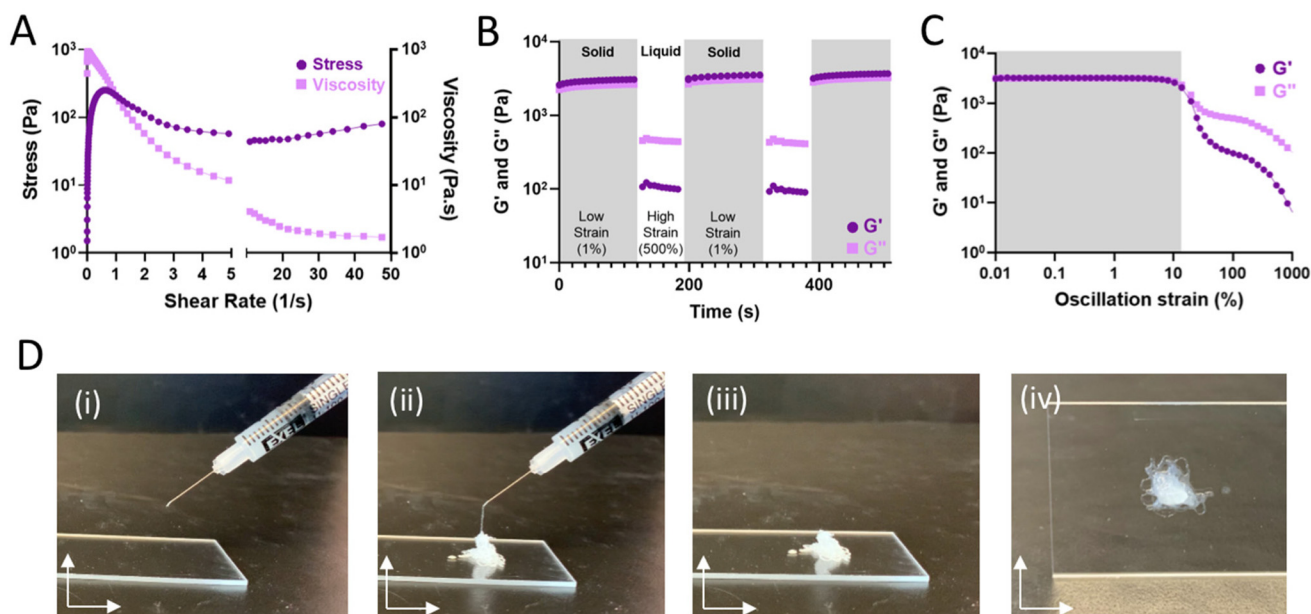 A
10³
10²
10¹
10⁰
Stress (Pa)
Stress
Viscosity
10³
10²
10¹
10⁰
Viscosity (Pa.s)
0 1 2 3 4 5 20 30 40 50
Shear Rate (1/s)
B
10⁴
10³
10²
10¹
G' and G'' (Pa)
Solid Liquid Solid
Low
Strain
(1%)
High
Strain
(500%)
Low
Strain
(1%)
G'
G''
0 200 400
Time (s)
C
10⁴
10³
10²
10¹
10⁰
G' and G'' (Pa)
G'
G''
0.01 0.1 1 10 100 1000
Oscillation strain (%)
D
(i)
EXEL
(ii)
EXEL
(iii)
(iv)